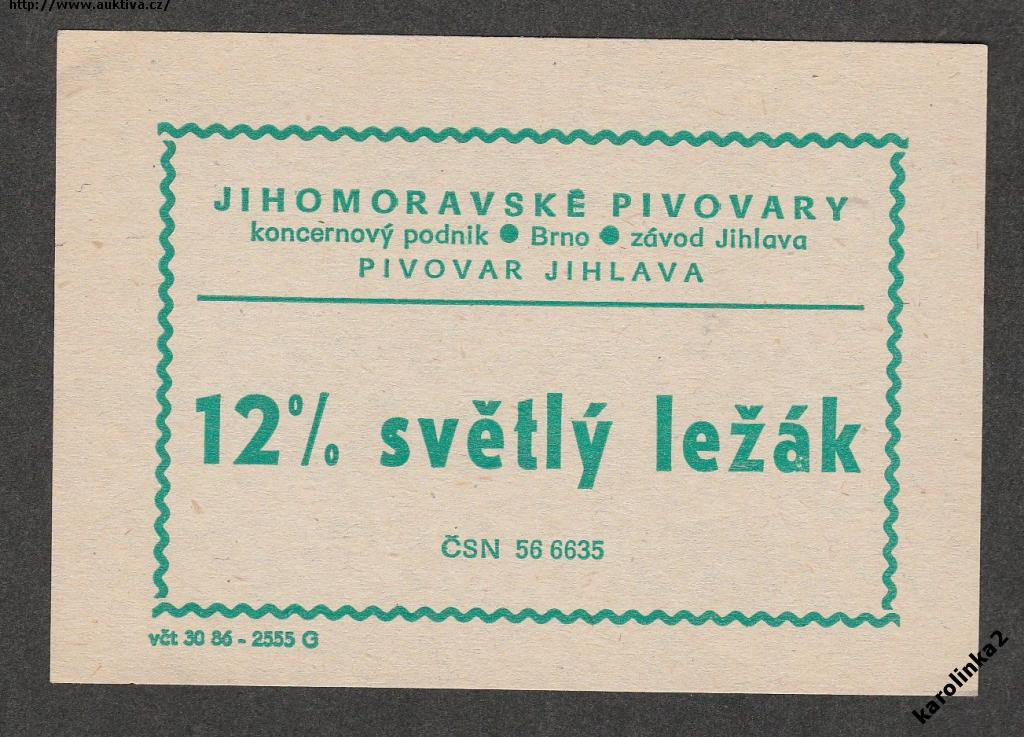 http://www.auktiva.cz/
JIHOMORAVSKÉ PIVOVARY
koncernový podnik ● Brno ● závod Jihlava
PIVOVAR JIHLAVA
12% světlý ležák
ČSN 56 6635
včt 30 86 - 2555 G
karolinka2